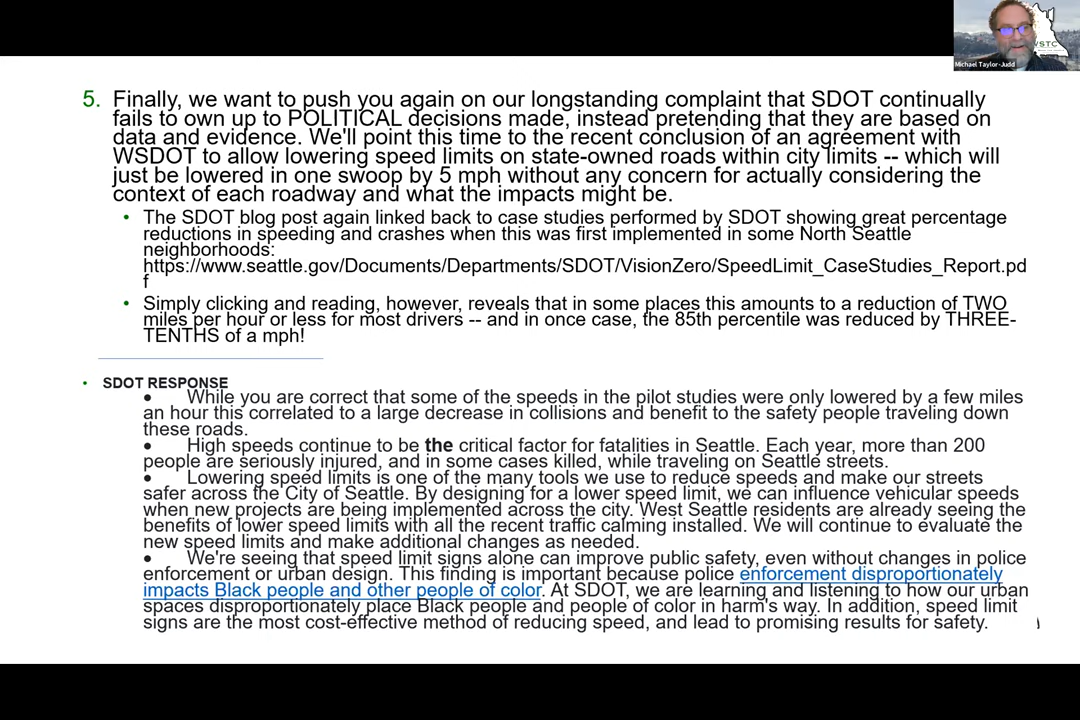 5. Finally, we want to push you again on our longstanding complaint that SDOT continually
fails to own up to POLITICAL decisions made, instead pretending that they are based on
data and evidence. We'll point this time to the recent conclusion of an agreement with
WSDOT to allow lowering speed limits on state-owned roads within city limits -- which will
just be lowered in one swoop by 5 mph without any concern for actually considering the
context of each roadway and what the impacts might be.
• The SDOT blog post again linked back to case studies performed by SDOT showing great percentage
reductions in speeding and crashes when this was first implemented in some North Seattle
neighborhoods:
https://www.seattle.gov/Documents/Departments/SDOT/VisionZero/SpeedLimit_CaseStudies_Report.pd
f
• Simply clicking and reading, however, reveals that in some places this amounts to a reduction of TWO
miles per hour or less for most drivers -- and in once case, the 85th percentile was reduced by THREE-
TENTHS of a mph!
• SDOT RESPONSE
• While you are correct that some of the speeds in the pilot studies were only lowered by a few miles
an hour this correlated to a large decrease in collisions and benefit to the safety people traveling down
these roads.
• High speeds continue to be the critical factor for fatalities in Seattle. Each year, more than 200
people are seriously injured, and in some cases killed, while traveling on Seattle streets.
• Lowering speed limits is one of the many tools we use to reduce speeds and make our streets
safer across the City of Seattle. By designing for a lower speed limit, we can influence vehicular speeds
when new projects are being implemented across the city. West Seattle residents are already seeing the
benefits of lower speed limits with all the recent traffic calming installed. We will continue to evaluate the
new speed limits and make additional changes as needed.
• We're seeing that speed limit signs alone can improve public safety, even without changes in police
enforcement or urban design. This finding is important because police enforcement disproportionately
impacts Black people and other people of color. At SDOT, we are learning and listening to how our urban
spaces disproportionately place Black people and people of color in harm's way. In addition, speed limit
signs are the most cost-effective method of reducing speed, and lead to promising results for safety.
Michael Taylor-Judd